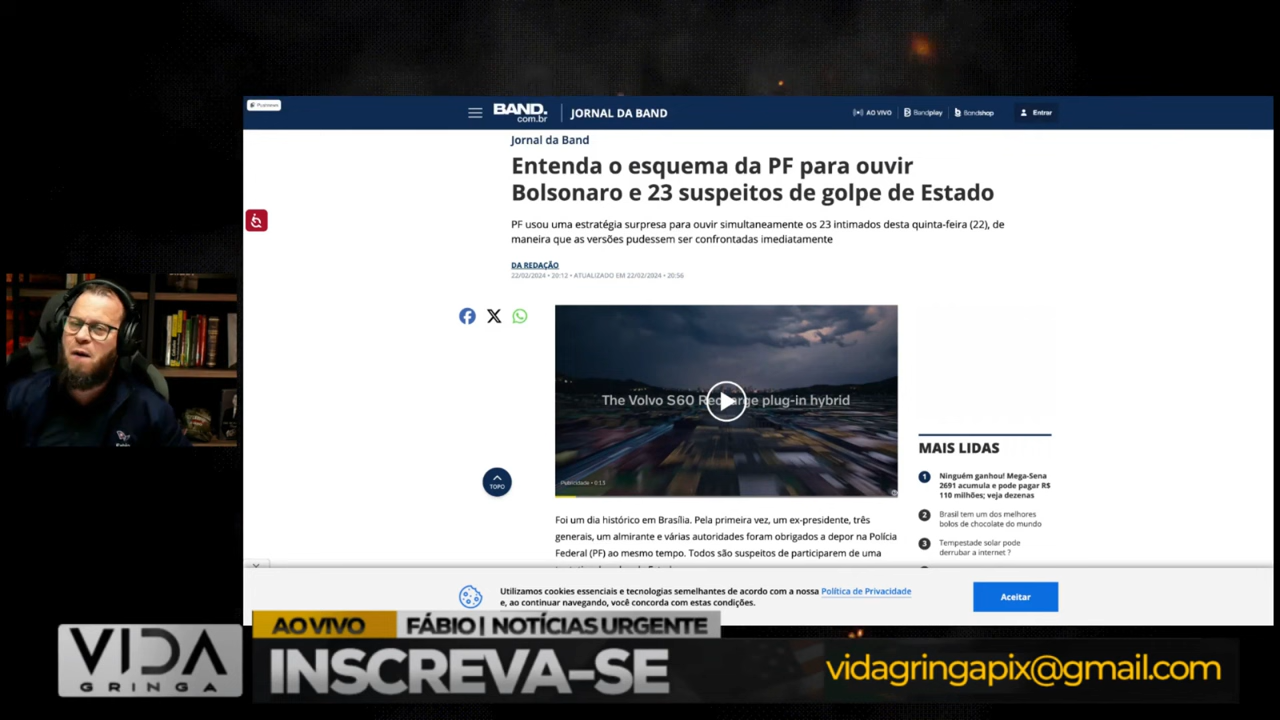 Pushnews
BAND.
com.br
JORNAL DA BAND
AO VIVO
Bandplay
Bandshop
Entrar
Jornal da Band
Entenda o esquema da PF para ouvir
Bolsonaro e 23 suspeitos de golpe de Estado
PF usou uma estratégia surpresa para ouvir simultaneamente os 23 intimados desta quinta-feira (22), de
maneira que as versões pudessem ser confrontadas imediatamente
DA REDAÇÃO
22/02/2024 • 20:12 • ATUALIZADO EM 22/02/2024 • 20:56
The Volvo S60 Recharge plug-in hybrid
Publicidade • 0:13
MAIS LIDAS
1 Ninguém ganhou! Mega-Sena
2691 acumula e pode pagar R$
110 milhões; veja dezenas
2 Brasil tem um dos melhores
bolos de chocolate do mundo
3 Tempestade solar pode
derrubar a internet ?
TOPO
Foi um dia histórico em Brasília. Pela primeira vez, um ex-presidente, três
generais, um almirante e várias autoridades foram obrigados a depor na Polícia
Federal (PF) ao mesmo tempo. Todos são suspeitos de participarem de uma
Utilizamos cookies essenciais e tecnologias semelhantes de acordo com a nossa Política de Privacidade
e, ao continuar navegando, você concorda com estas condições.
Aceitar
AO VIVO
FÁBIO | NOTÍCIAS URGENTE
VIDA
GRINGA
INSCREVA-SE
vidagringapix@gmail.com